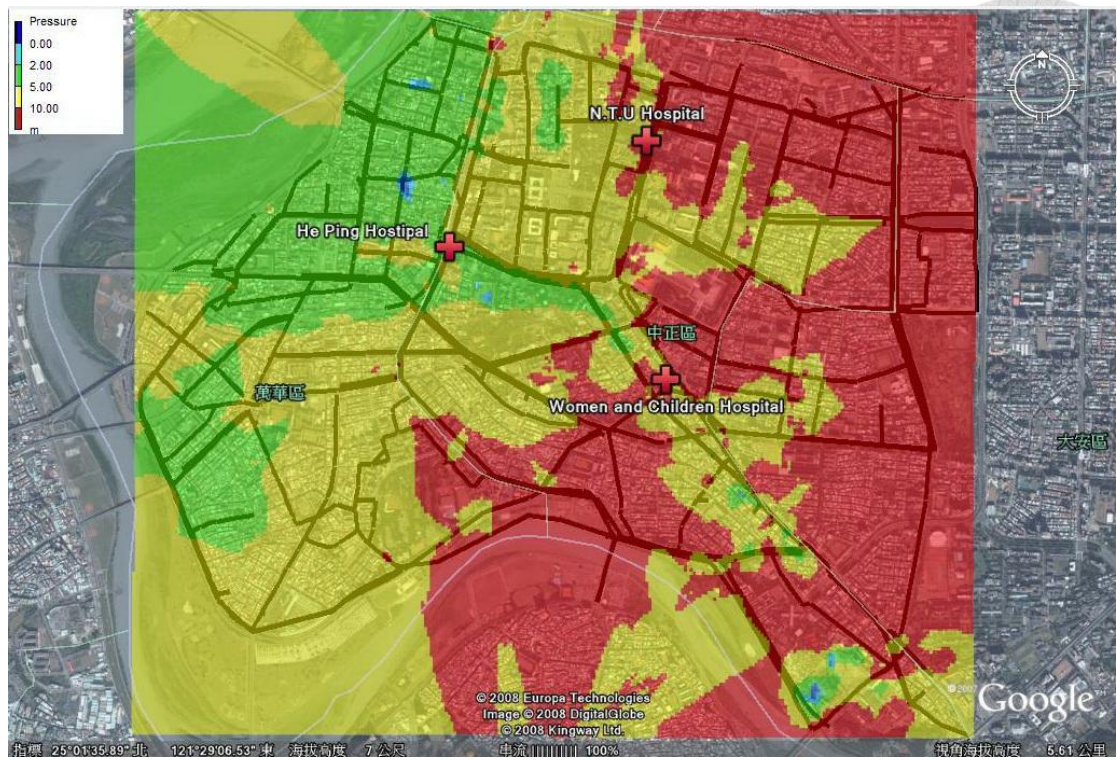 Pressure
0.00
2.00
5.00
10.00
m
N
N.T.U Hospital
He Ping Hostipal
中正區
萬華區
Women and Children Hospital
大安區
© 2008 Europa Technologies
Image © 2008 DigitalGlobe
© 2008 Kingway Ltd.
© 2007 Google
指標 25°01'35.89" 北 121°29'06.53" 東 海拔高度 7 公尺 串流 |||||||||| 100% 視角海拔高度 5.61 公里